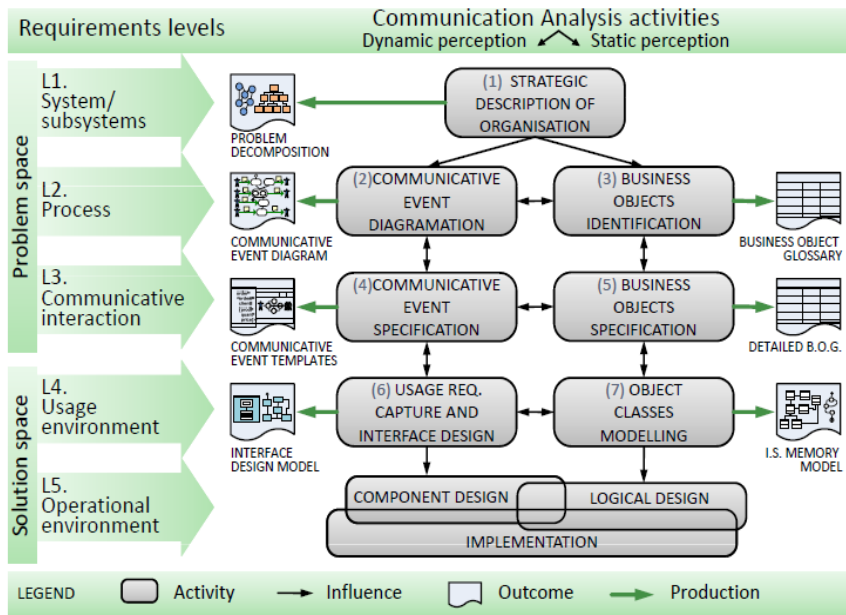 Requirements levels
Communication Analysis activities
Dynamic perception
Static perception
Problem space
Solution space
L1.
System/
subsystems
PROBLEM
DECOMPOSITION
(1) STRATEGIC
DESCRIPTION OF
ORGANISATION
L2.
Process
COMMUNICATIVE
EVENT DIAGRAM
(2)COMMUNICATIVE
EVENT
DIAGRAMATION
(3) BUSINESS
OBJECTS
IDENTIFICATION
BUSINESS OBJECT
GLOSSARY
L3.
Communicative
interaction
COMMUNICATIVE
EVENT TEMPLATES
(4)COMMUNICATIVE
EVENT
SPECIFICATION
(5) BUSINESS
OBJECTS
SPECIFICATION
DETAILED B.O.G.
L4.
Usage
environment
INTERFACE
DESIGN MODEL
(6) USAGE REQ.
CAPTURE AND
INTERFACE DESIGN
(7) OBJECT
CLASSES
MODELLING
I.S. MEMORY
MODEL
L5.
Operational
environment
COMPONENT DESIGN
LOGICAL DESIGN
IMPLEMENTATION
LEGEND
Activity
Influence
Outcome
Production